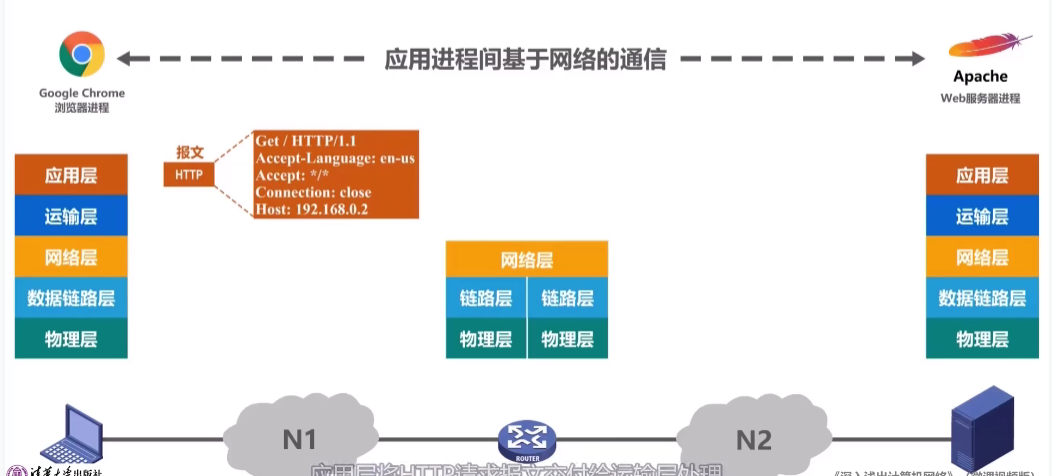 应用进程间基于网络的通信
Google Chrome
浏览器进程
Apache
Web服务器进程
报文
HTTP
Get / HTTP/1.1
Accept-Language: en-us
Accept: */*
Connection: close
Host: 192.168.0.2
应用层
运输层
网络层
数据链路层
物理层
网络层
链路层 链路层
物理层 物理层
应用层
运输层
网络层
数据链路层
物理层
N1
ROUTER
N2
应用层将HTTP请求报文交付给运输层处理
清华大学出版社
《深入浅出计算机网络》（微课视频版）